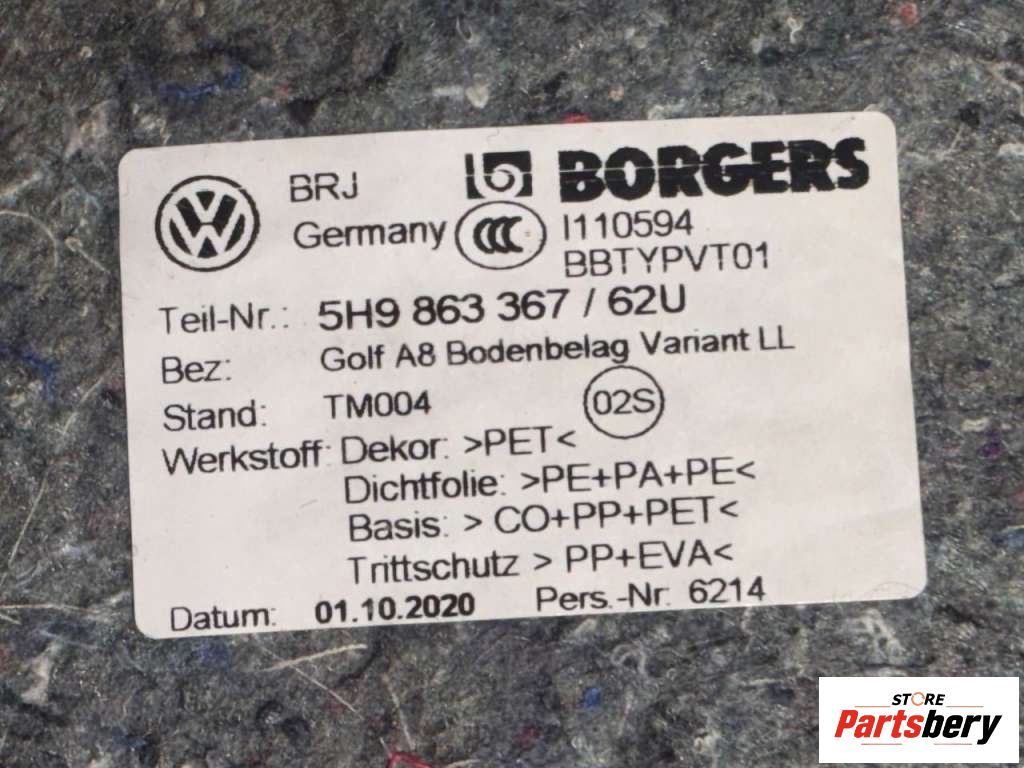 BRJ
BORGERS
Germany
CCC
I110594
BBTYPVT01
Teil-Nr.: 5H9 863 367 / 62U
Bez: Golf A8 Bodenbelag Variant LL
Stand: TM004 02S
Werkstoff: Dekor: >PET<
Dichtfolie: >PE+PA+PE<
Basis: > CO+PP+PET<
Trittschutz > PP+EVA<
Datum: 01.10.2020 Pers.-Nr: 6214
STORE
Partsbery